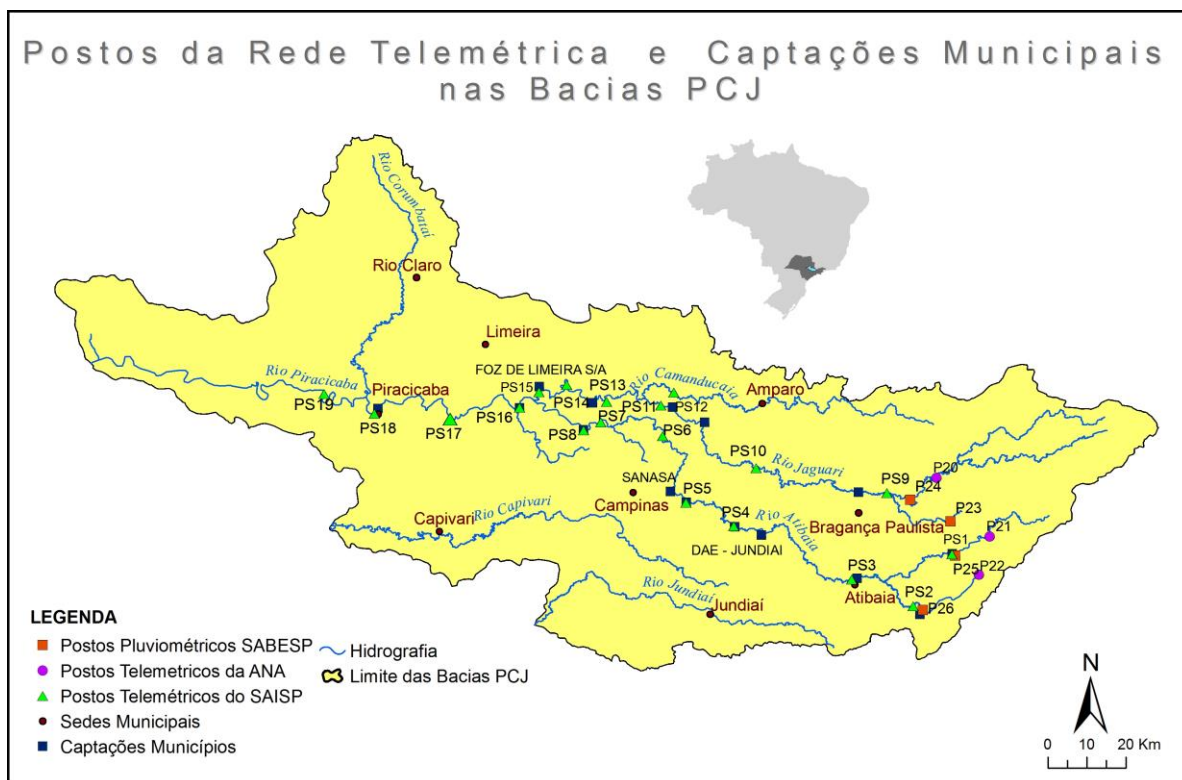 Postos da Rede Telemétrica e Captações Municipais
nas Bacias PCJ
Rio Corumbataí
Rio Claro
Limeira
FOZ DE LIMEIRA S/A
Rio Camanducaia
Amparo
Rio Piracicaba
Piracicaba
PS15
PS13
PS14
PS11
PS12
PS19
PS18
PS17
PS16
PS8
PS7
PS6
PS10
Rio Jaguari
PS9
P20
P24
SANASA
PS5
Campinas
PS4
Rio Atibaia
Bragança Paulista
P23
P21
PS1
Capivari
Rio Capivari
DAE - JUNDIAI
PS3
P25
P22
Atibaia
PS2
P26
Rio Jundiaí
Jundiaí
LEGENDA
Postos Pluviométricos SABESP
Postos Telemetricos da ANA
Postos Telemétricos do SAISP
Sedes Municipais
Captações Municípios
Hidrografia
Limite das Bacias PCJ
N
0 10 20 Km